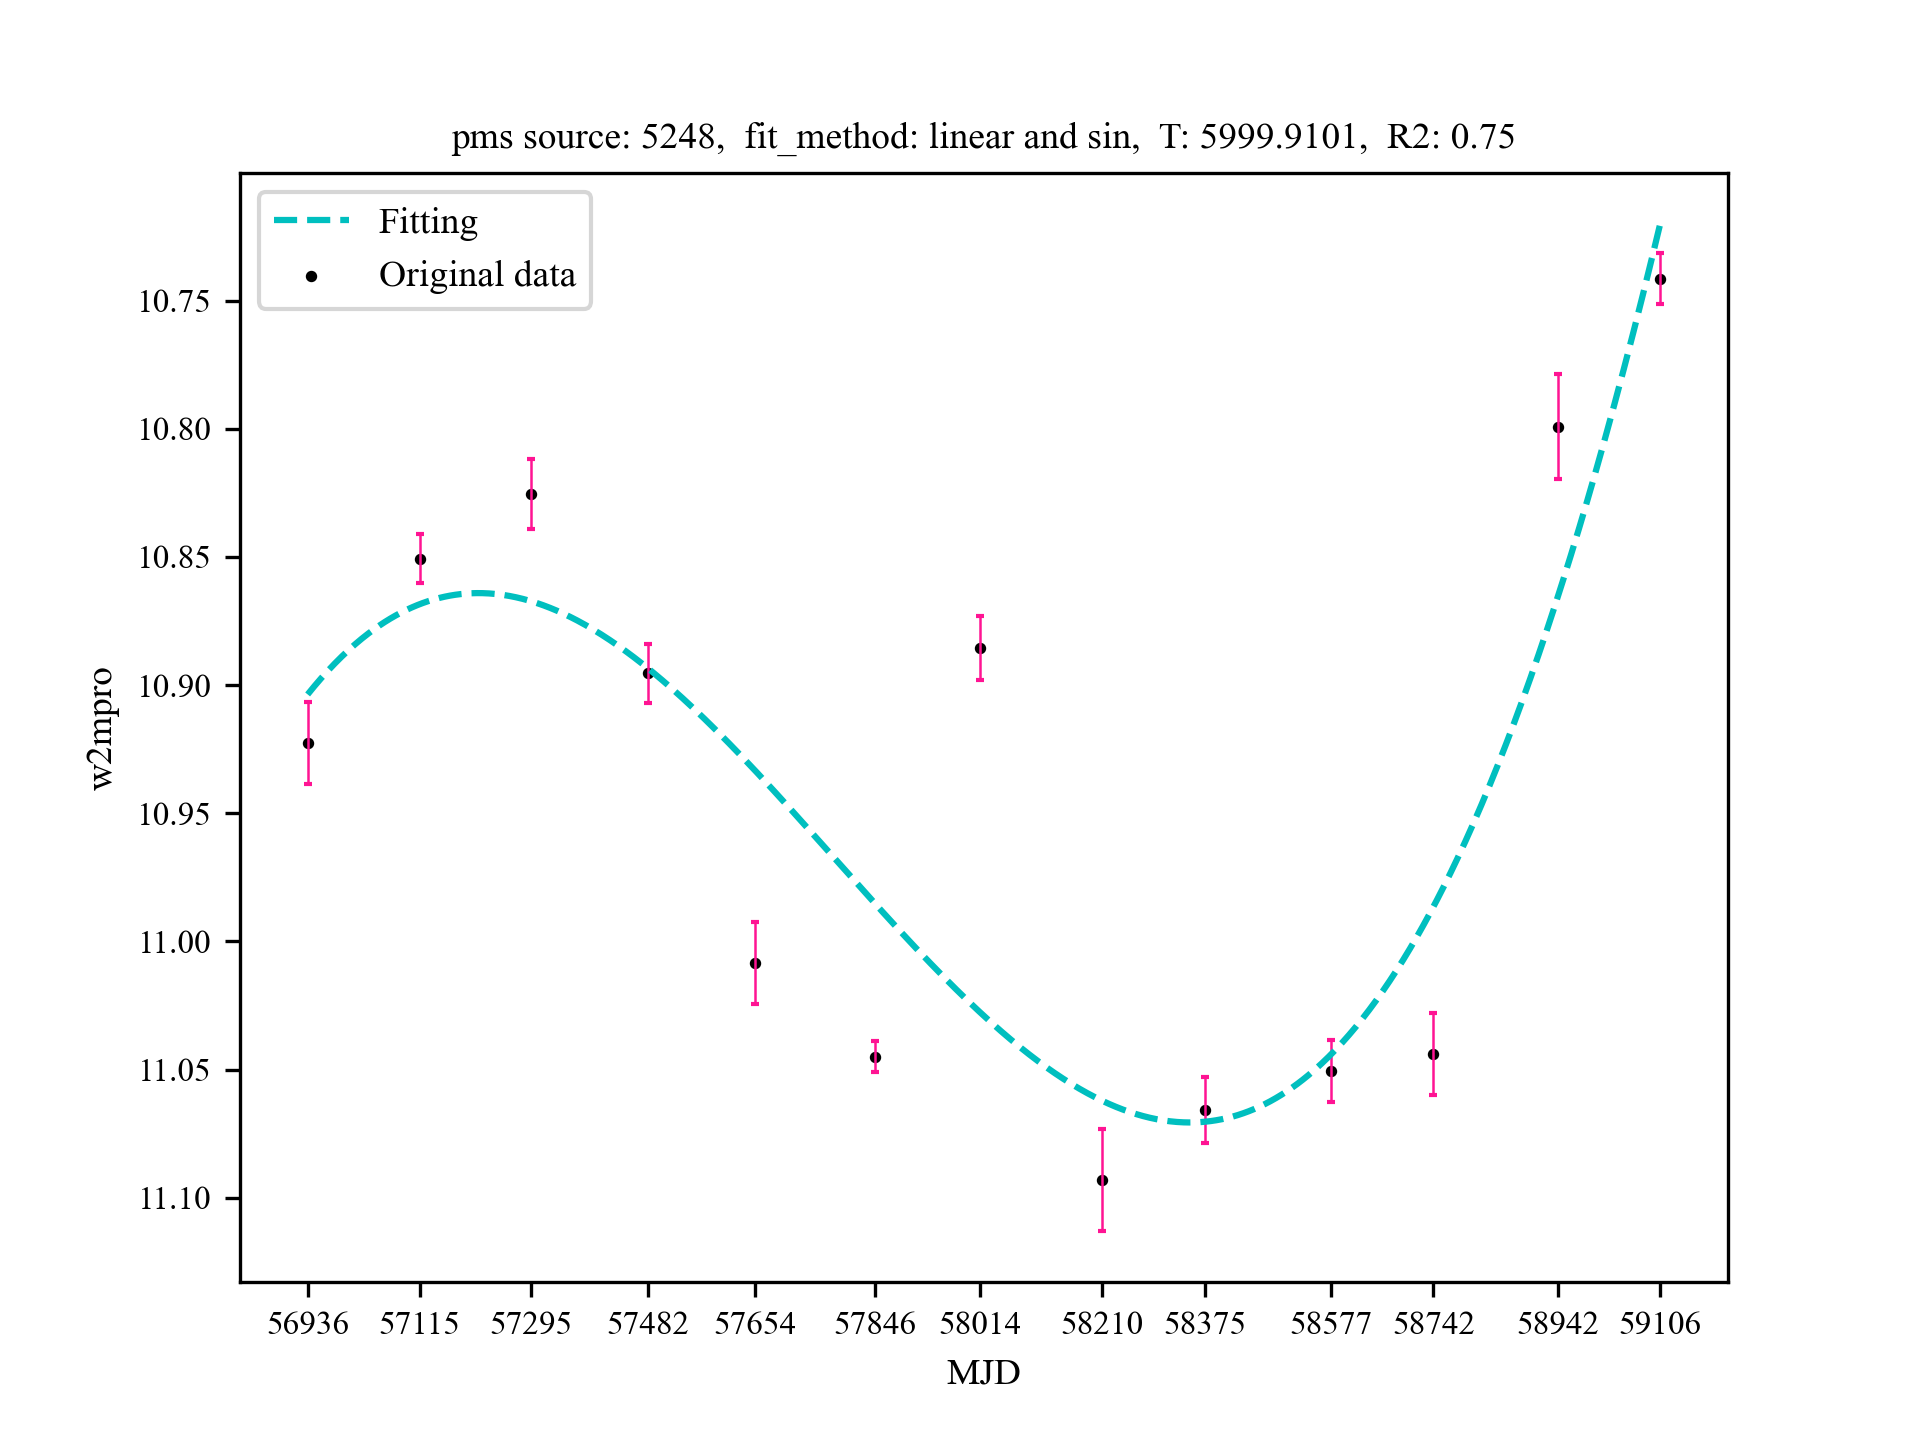 pms source: 5248,  fit_method: linear and sin,  T: 5999.9101,  R2: 0.75
Fitting
Original data
10.75
10.80
10.85
10.90
10.95
11.00
11.05
11.10
w2mpro
56936 57115 57295 57482 57654 57846 58014 58210 58375 58577 58742 58942 59106
MJD